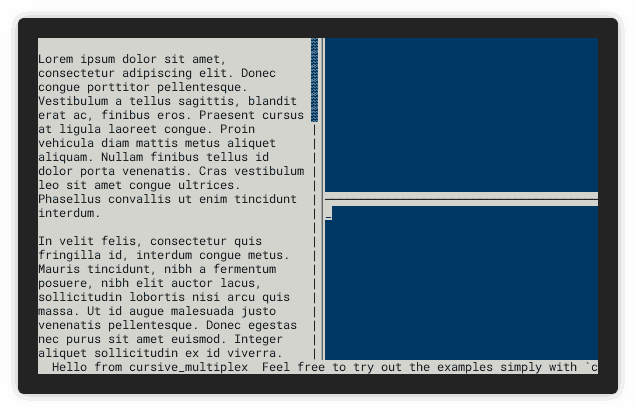 Lorem ipsum dolor sit amet,
consectetur adipiscing elit. Donec
congue porttitor pellentesque.
Vestibulum a tellus sagittis, blandit
erat ac, finibus eros. Praesent cursus
at ligula laoreet congue. Proin
vehicula diam mattis metus aliquet
aliquam. Nullam finibus tellus id
dolor porta venenatis. Cras vestibulum
leo sit amet congue ultrices.
Phasellus convallis ut enim tincidunt
interdum.
In velit felis, consectetur quis
fringilla id, interdum congue metus.
Mauris tincidunt, nibh a fermentum
posuere, nibh elit auctor lacus,
sollicitudin lobortis nisi arcu quis
massa. Ut id augue malesuada justo
venenatis pellentesque. Donec egestas
nec purus sit amet euismod. Integer
aliquet sollicitudin ex id viverra.
Hello from cursive_multiplex  Feel free to try out the examples simply with `c